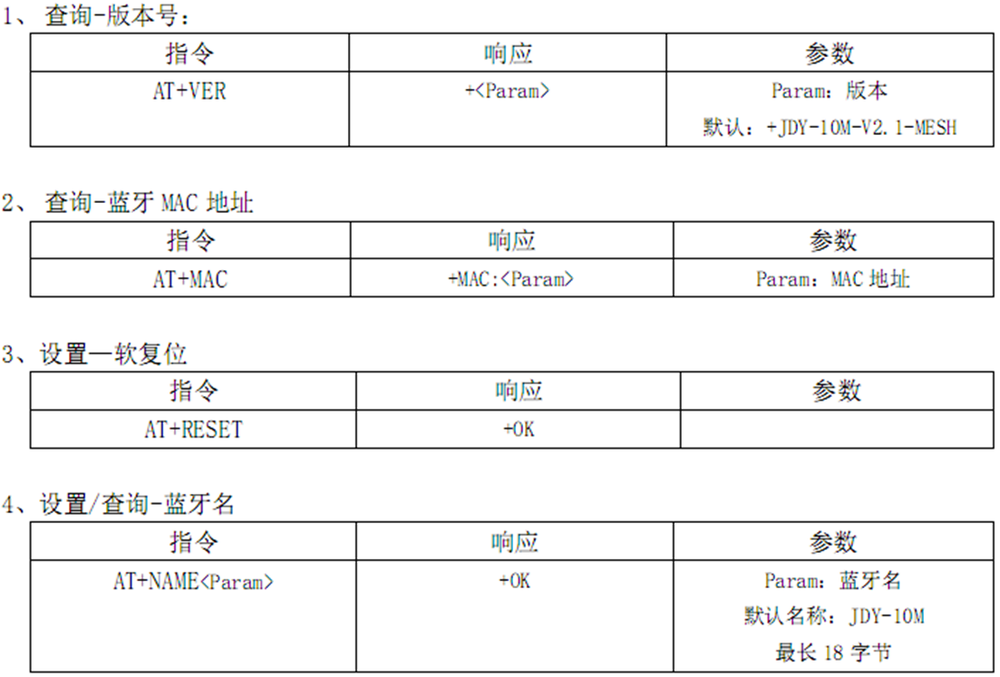 1、 查询-版本号：
指令 响应 参数
AT+VER +<Param> Param：版本
默认：+JDY-10M-V2.1-MESH
2、 查询-蓝牙 MAC 地址
指令 响应 参数
AT+MAC +MAC:<Param> Param：MAC 地址
3、设置—软复位
指令 响应 参数
AT+RESET +OK
4、设置/查询-蓝牙名
指令 响应 参数
AT+NAME<Param> +OK Param：蓝牙名
默认名称：JDY-10M
最长 18 字节